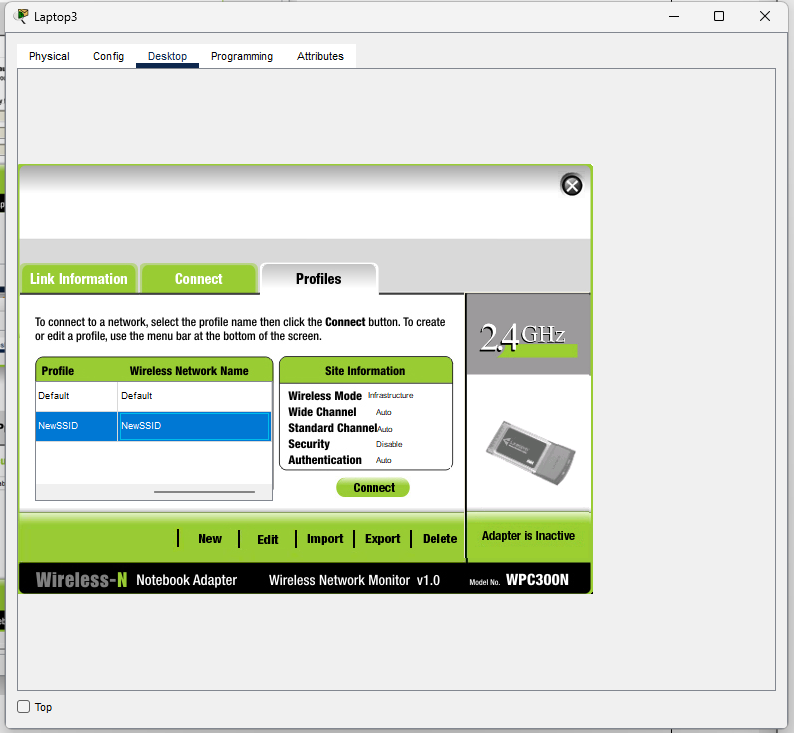 Laptop3
Physical Config Desktop Programming Attributes
Link Information Connect Profiles
To connect to a network, select the profile name then click the Connect button. To create
or edit a profile, use the menu bar at the bottom of the screen.
2.4GHz
Profile Wireless Network Name
Default Default
NewSSID NewSSID
Site Information
Wireless Mode Infrastructure
Wide Channel Auto
Standard Channel Auto
Security Disable
Authentication Auto
Connect
New Edit Import Export Delete
Adapter is Inactive
Wireless-N Notebook Adapter Wireless Network Monitor v1.0 Model No. WPC300N
Top